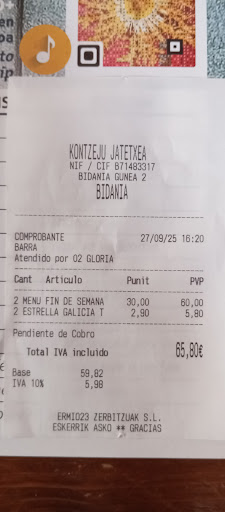 KONTZEJU JATETXEA
NIF / CIF B71483317
BIDANIA GUNEA 2
BIDANIA
COMPROBANTE 27/09/25 16:20
BARRA
Atendido por 02 GLORIA
Cant Articulo Punit PVP
2 MENU FIN DE SEMANA 30,00 60,00
2 ESTRELLA GALICIA T 2,90 5,80
Pendiente de Cobro
Total IVA incluido 65,80€
Base 59,82
IVA 10% 5,98
ERMIO23 ZERBITZUAK S.L.
ESKERRIK ASKO ** GRACIAS